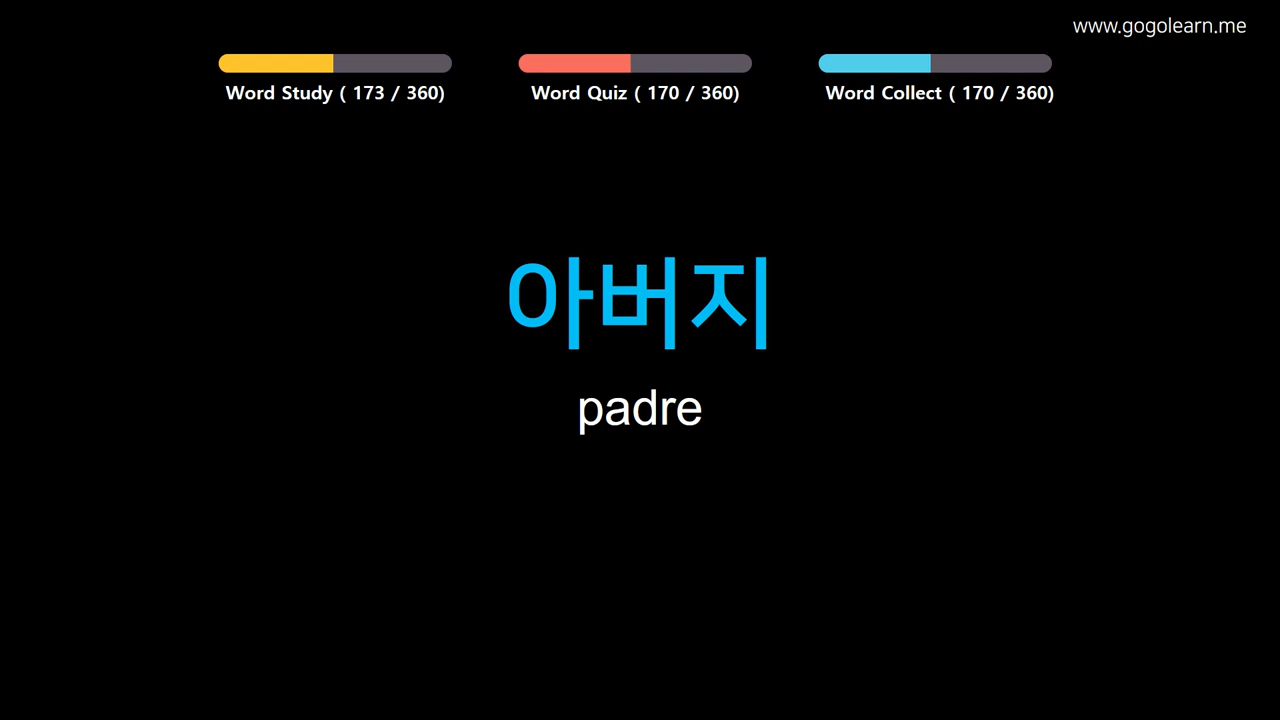 www.gogolearn.me
Word Study ( 173 / 360)
Word Quiz ( 170 / 360)
Word Collect ( 170 / 360)
아버지
padre